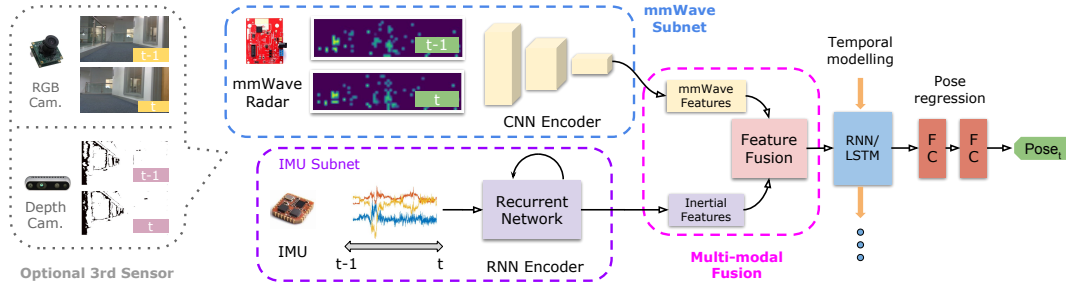 RGB
Cam.
t-1
t
Depth
Cam.
t-1
t
Optional 3rd Sensor
mmWave
Subnet
mmWave
Radar
t-1
t
CNN Encoder
IMU Subnet
IMU
t-1
t
Recurrent
Network
RNN Encoder
mmWave
Features
Feature
Fusion
Inertial
Features
Multi-modal
Fusion
Temporal
modelling
RNN/
LSTM
Pose
regression
F
C
F
C
Poseₜ